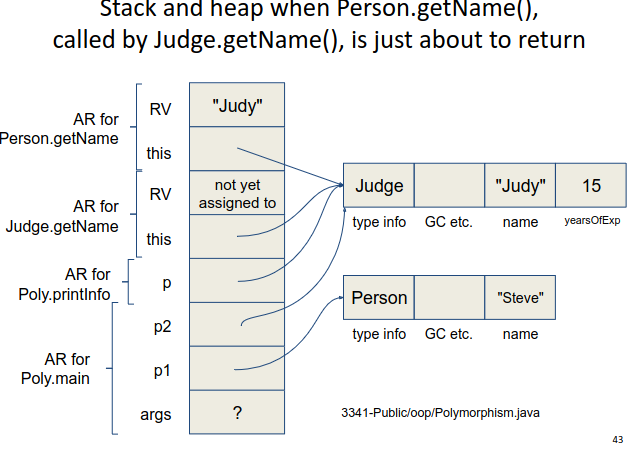 Stack and heap when Person.getName(),
called by Judge.getName(), is just about to return
AR for
Person.getName
RV
"Judy"
this
AR for
Judge.getName
RV
not yet
assigned to
this
AR for
Poly.printInfo
p
AR for
Poly.main
p2
p1
args
?
Judge
"Judy"
15
type info
GC etc.
name
yearsOfExp
Person
"Steve"
type info
GC etc.
name
3341-Public/oop/Polymorphism.java
43